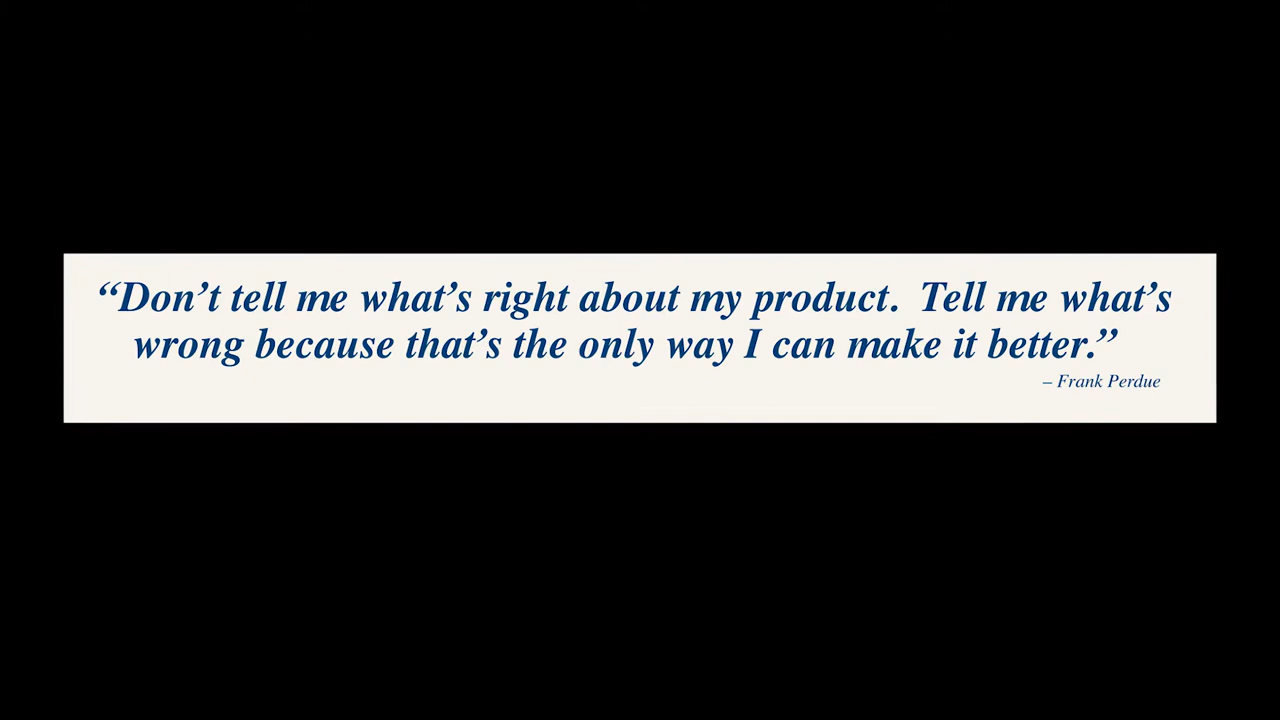 “Don’t tell me what’s right about my product.  Tell me what’s
wrong because that’s the only way I can make it better.”
– Frank Perdue